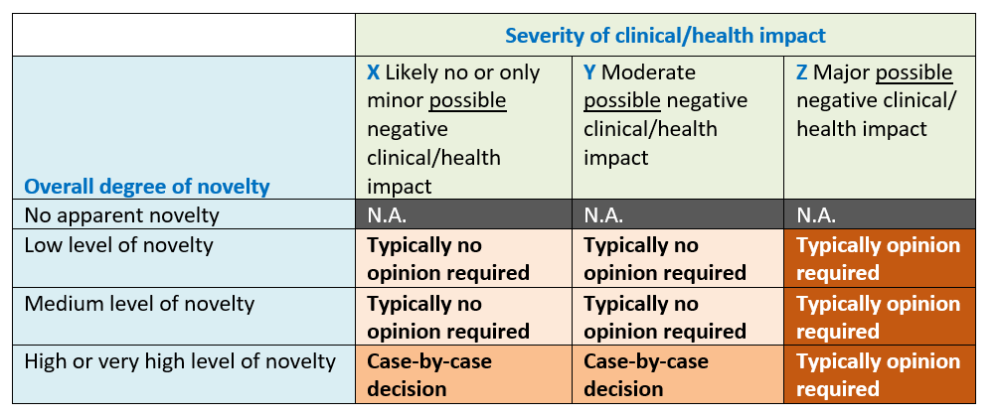 Severity of clinical/health impact
Overall degree of novelty
X Likely no or only
minor possible
negative
clinical/health
impact
Y Moderate
possible negative
clinical/health
impact
Z Major possible
negative clinical/
health impact
No apparent novelty
N.A.
N.A.
N.A.
Low level of novelty
Typically no
opinion required
Typically no
opinion required
Typically opinion
required
Medium level of novelty
Typically no
opinion required
Typically no
opinion required
Typically opinion
required
High or very high level of novelty
Case-by-case
decision
Case-by-case
decision
Typically opinion
required